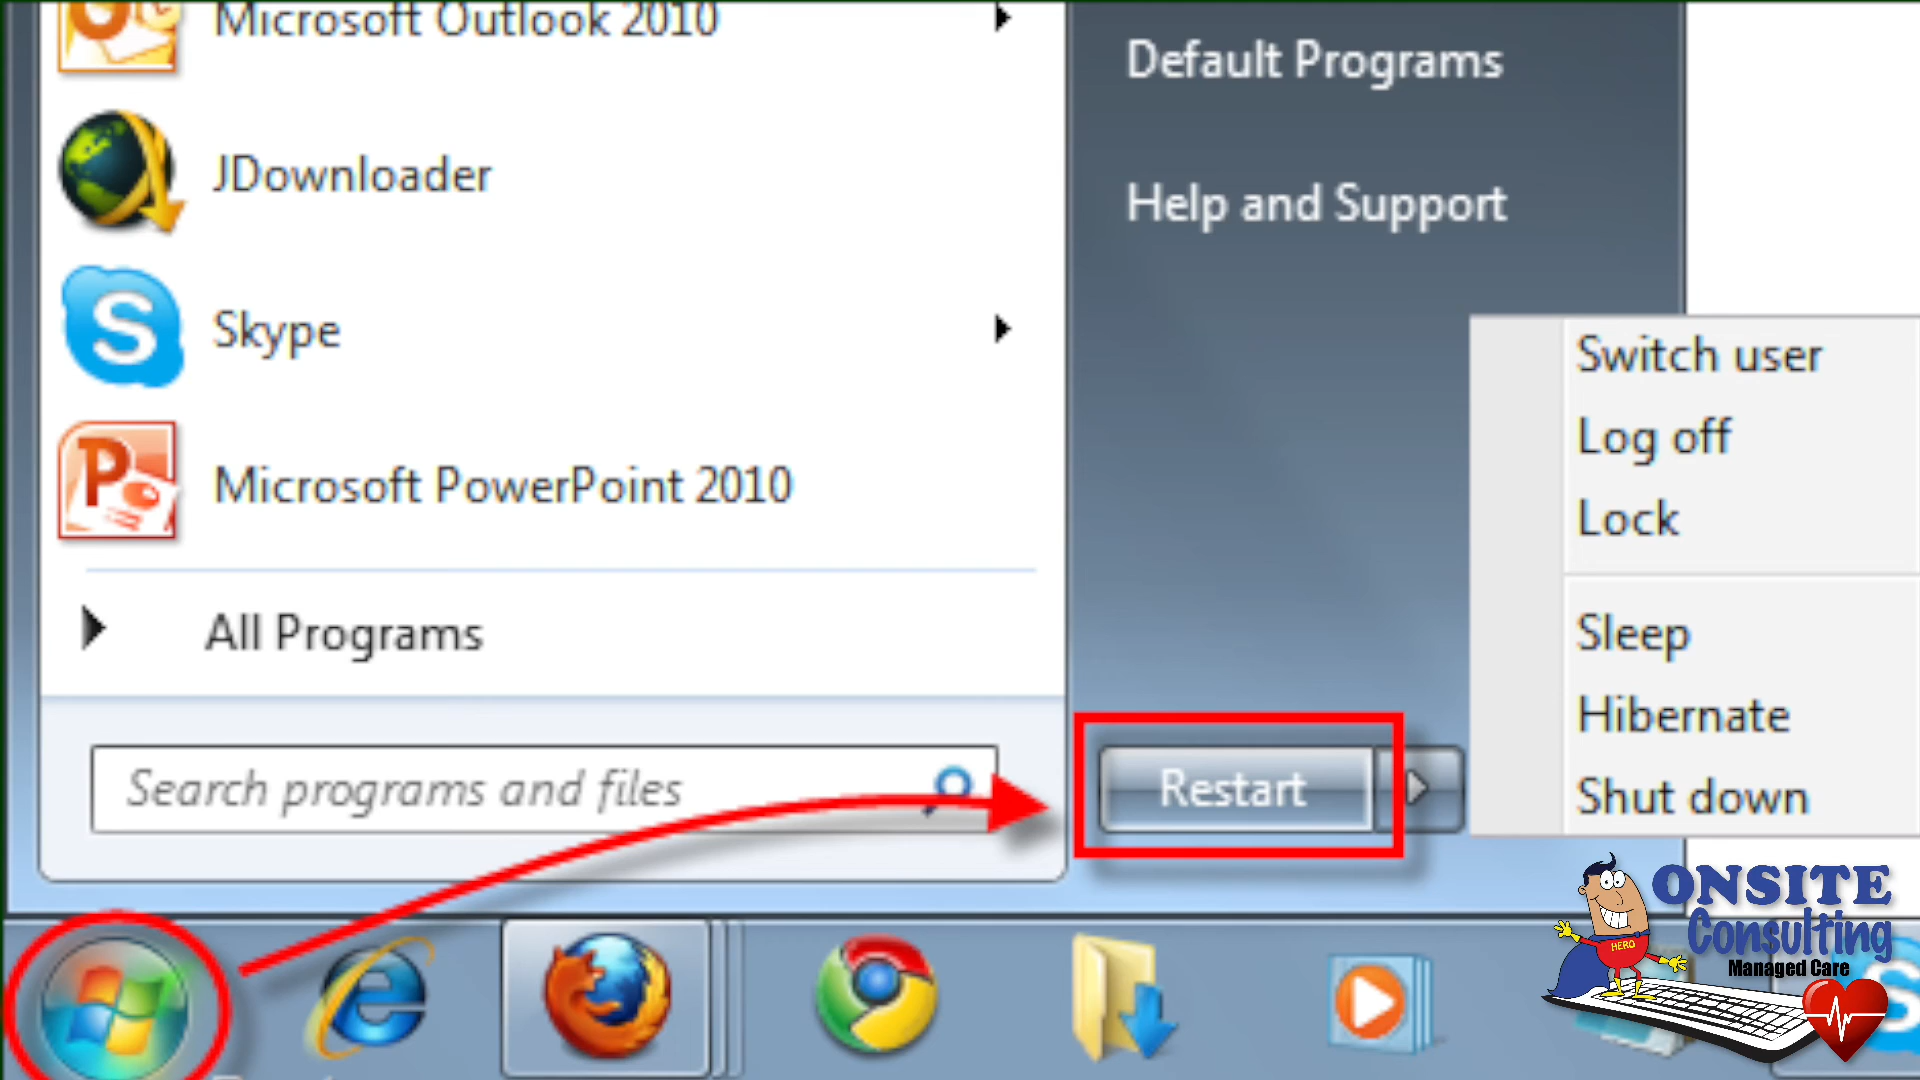 Microsoft Outlook 2010
JDownloader
Skype
Microsoft PowerPoint 2010
All Programs
Search programs and files
Default Programs
Help and Support
Restart
Switch user
Log off
Lock
Sleep
Hibernate
Shut down
ONSITE
Consulting
Managed Care
HERO